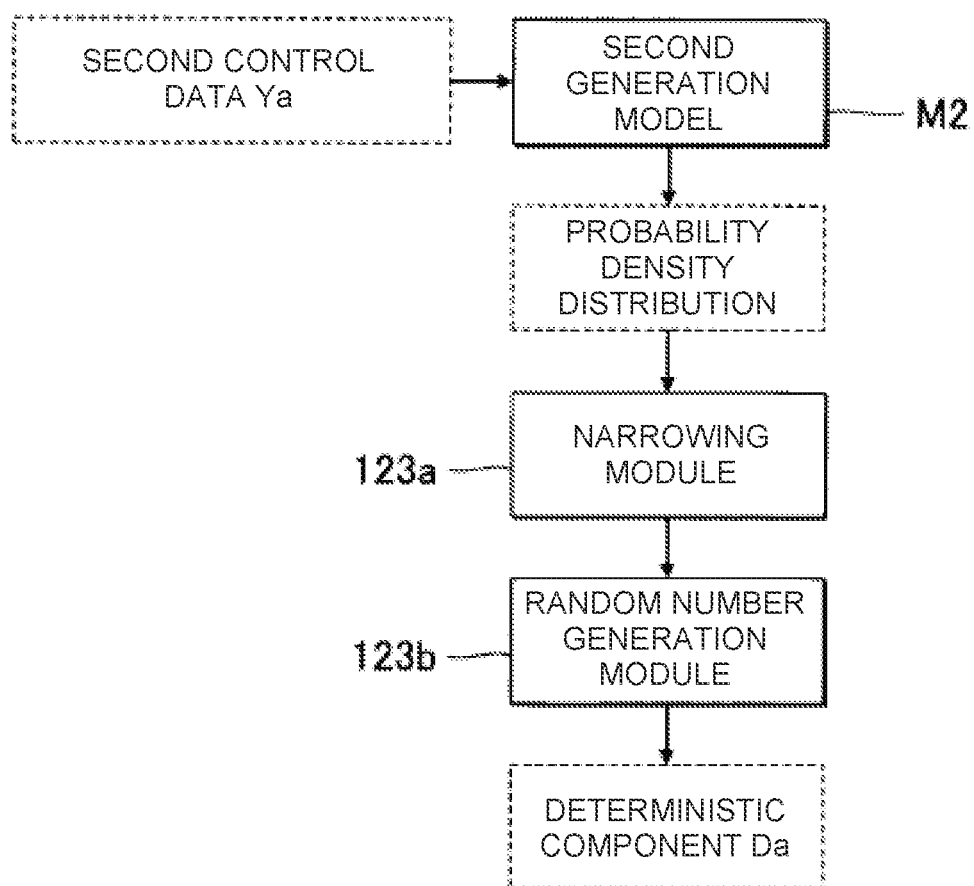 SECOND CONTROL
DATA Ya
SECOND
GENERATION
MODEL
M2
PROBABILITY
DENSITY
DISTRIBUTION
NARROWING
MODULE
123a
RANDOM NUMBER
GENERATION
MODULE
123b
DETERMINISTIC
COMPONENT Da